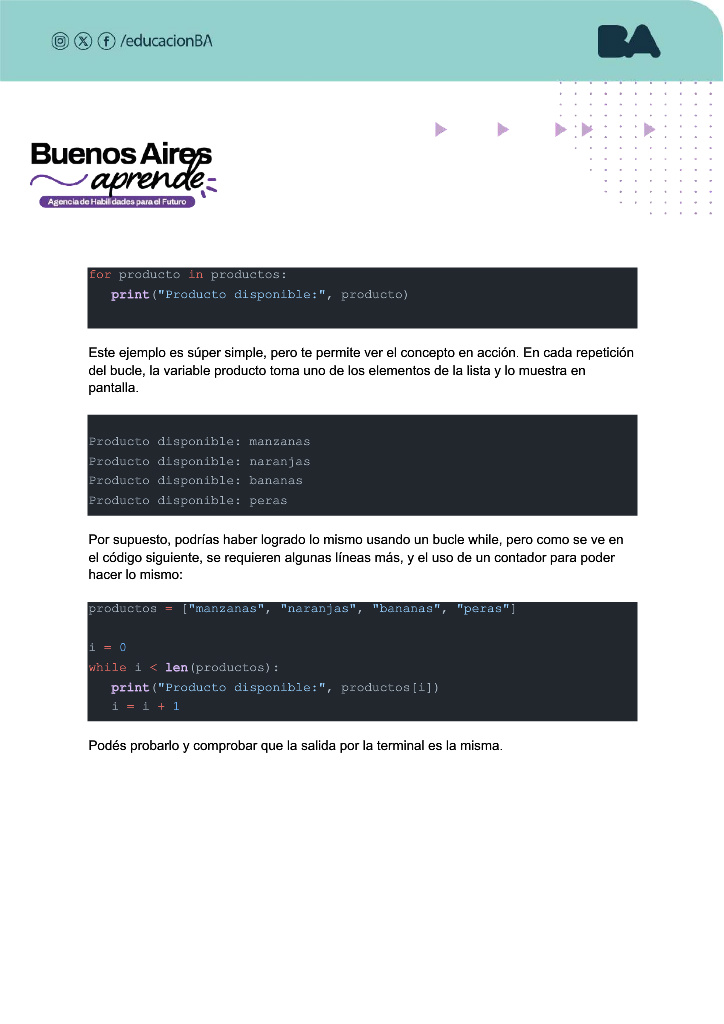 /educacionBA
BA
Buenos Aires
aprende
Agencia de Habilidades para el Futuro
for producto in productos:
   print("Producto disponible:", producto)
Este ejemplo es súper simple, pero te permite ver el concepto en acción. En cada repetición
del bucle, la variable producto toma uno de los elementos de la lista y lo muestra en
pantalla.
Producto disponible: manzanas
Producto disponible: naranjas
Producto disponible: bananas
Producto disponible: peras
Por supuesto, podrías haber logrado lo mismo usando un bucle while, pero como se ve en
el código siguiente, se requieren algunas líneas más, y el uso de un contador para poder
hacer lo mismo:
productos = ["manzanas", "naranjas", "bananas", "peras"]
i = 0
while i < len(productos):
   print("Producto disponible:", productos[i])
   i = i + 1
Podés probarlo y comprobar que la salida por la terminal es la misma.